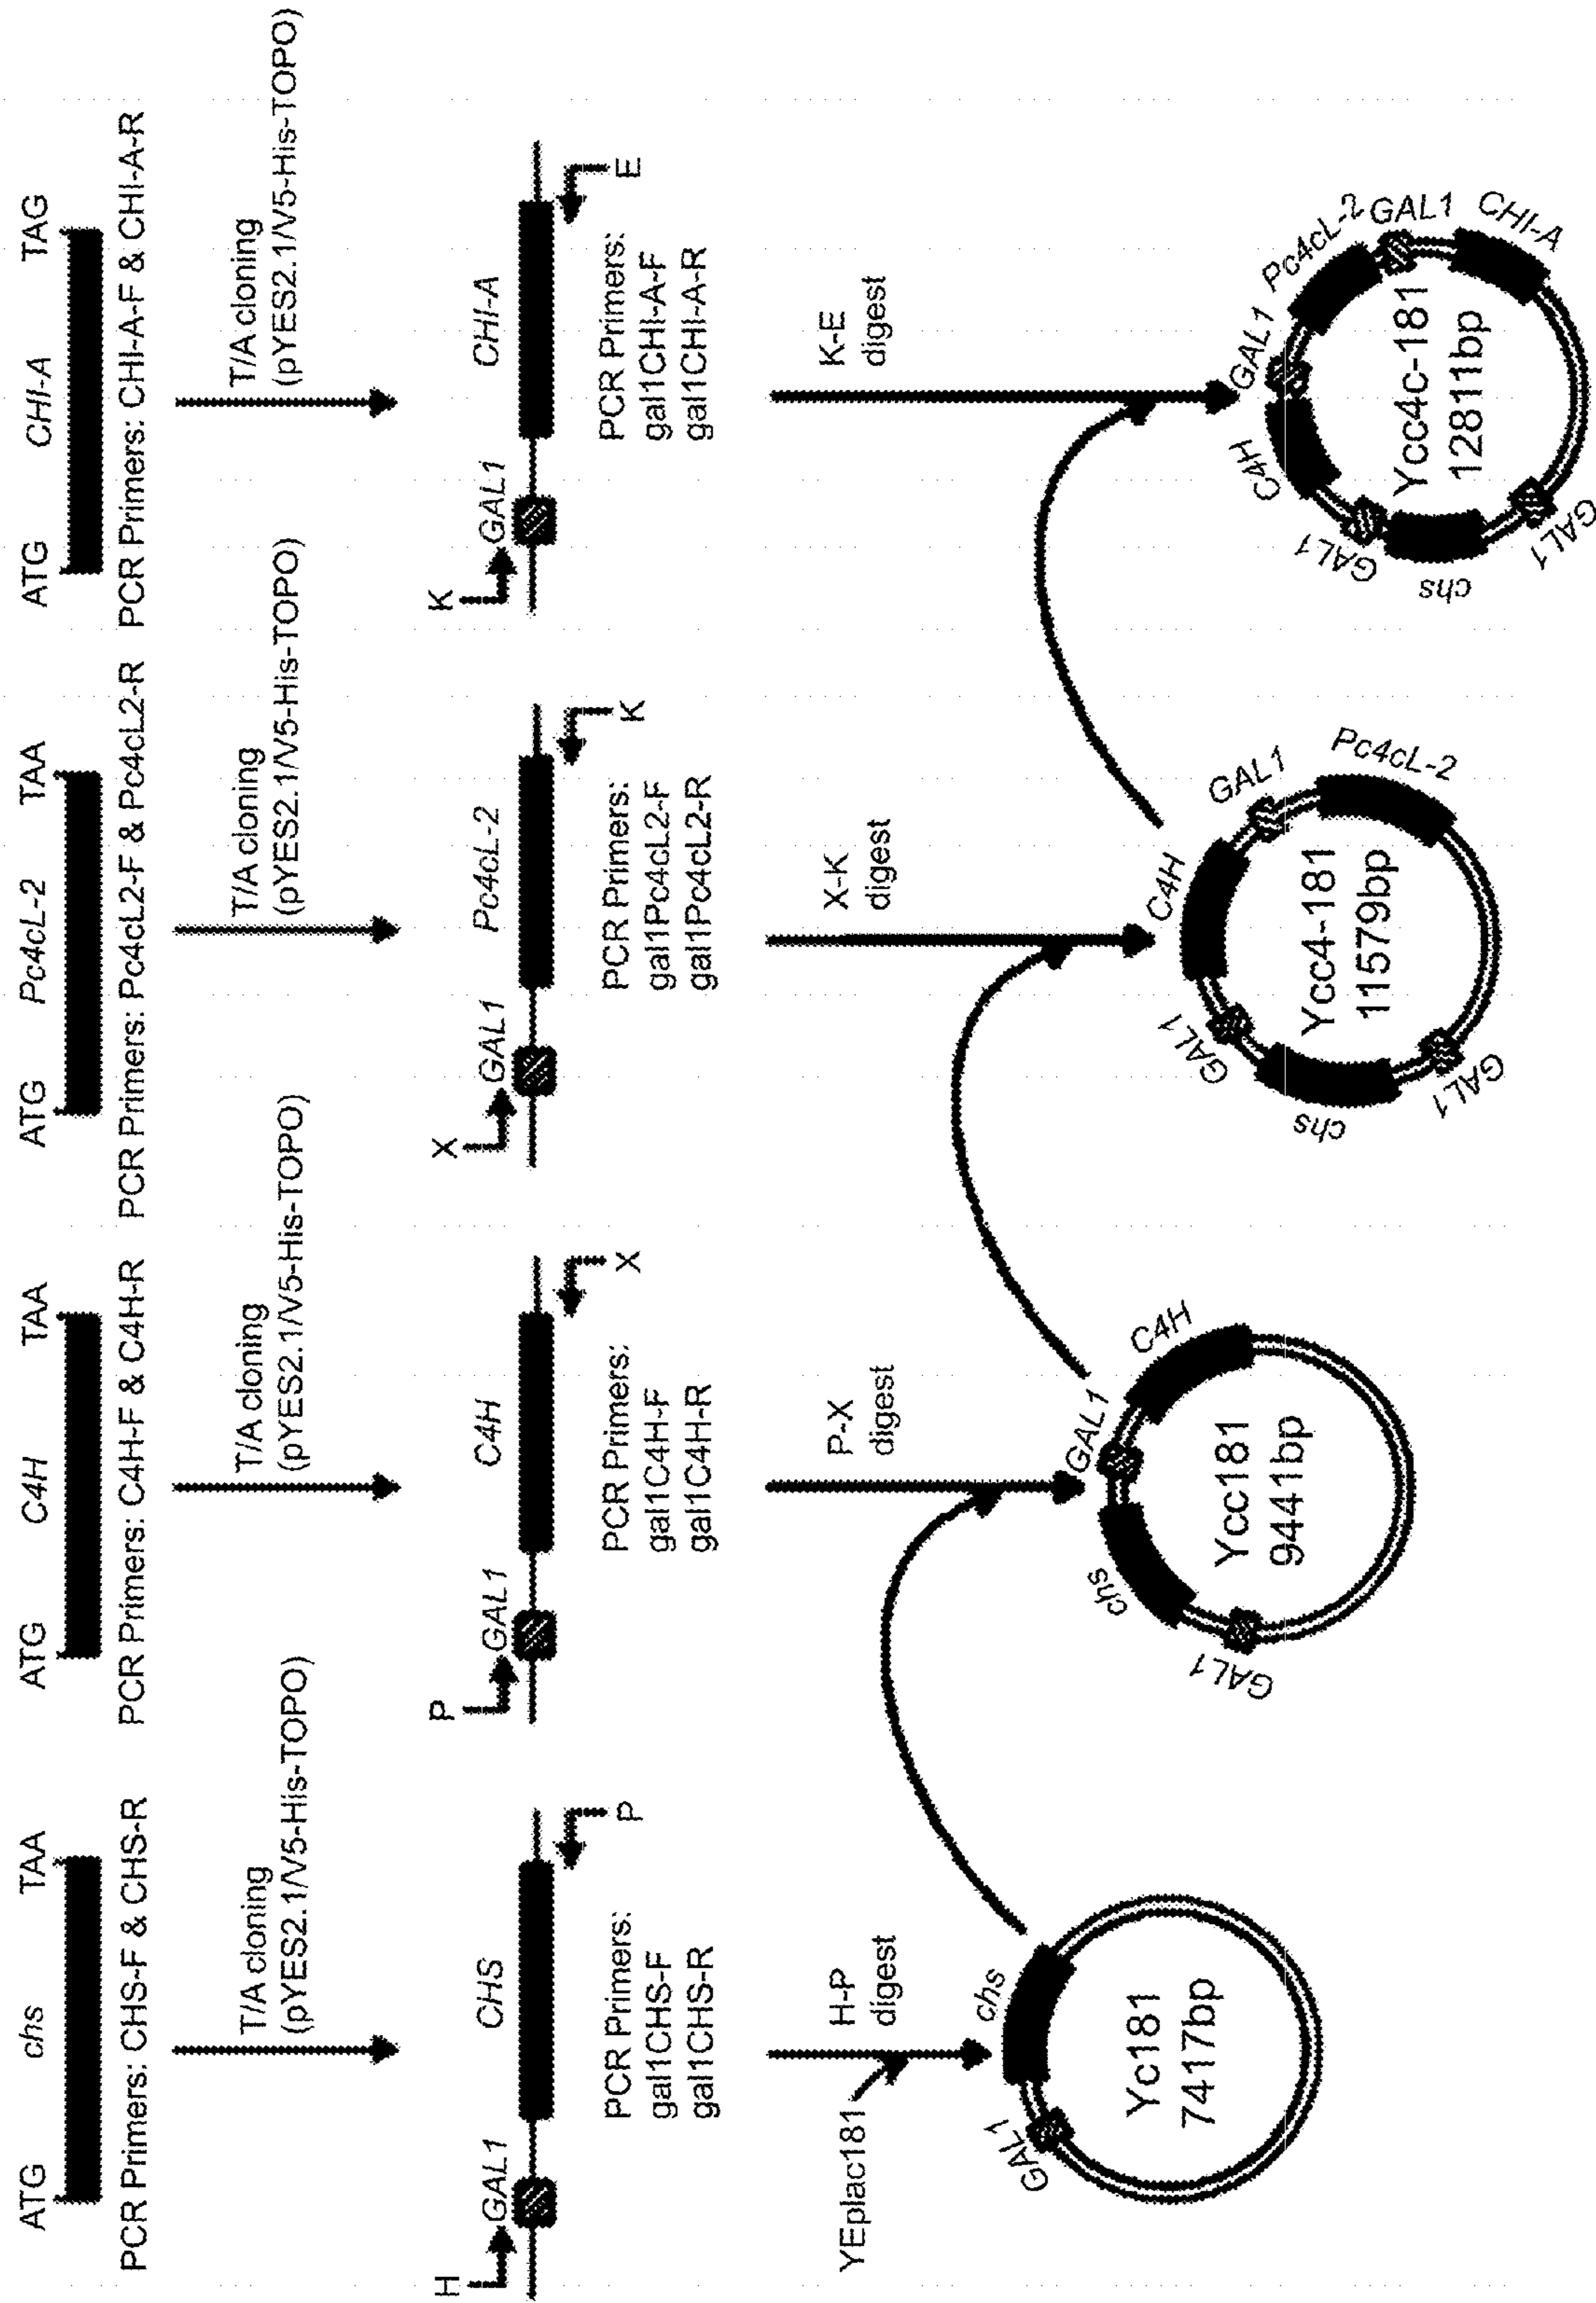 ATG chs TAA
PCR Primers: CHS-F & CHS-R
T/A cloning
(pYES2.1/V5-His-TOPO)
H
GAL1
CHS
P
PCR Primers:
gal1CHS-F
gal1CHS-R
YEplac181
H-P
digest
GAL1
chs
Yc181
7417bp
ATG C4H TAA
PCR Primers: C4H-F & C4H-R
T/A cloning
(pYES2.1/V5-His-TOPO)
P
GAL1
C4H
X
PCR Primers:
gal1C4H-F
gal1C4H-R
P-X
digest
GAL1
chs
GAL1
C4H
Ycc181
9441bp
ATG Pc4cL-2 TAA
PCR Primers: Pc4cL2-F & Pc4cL2-R
T/A cloning
(pYES2.1/V5-His-TOPO)
X
GAL1
Pc4cL-2
K
PCR Primers:
gal1Pc4cL2-F
gal1Pc4cL2-R
X-K
digest
GAL1
chs
GAL1
C4H
GAL1
Pc4cL-2
Ycc4-181
11579bp
ATG CHI-A TAG
PCR Primers: CHI-A-F & CHI-A-R
T/A cloning
(pYES2.1/V5-His-TOPO)
K
GAL1
CHI-A
E
PCR Primers:
gal1CHI-A-F
gal1CHI-A-R
K-E
digest
GAL1
chs
GAL1
C4H
GAL1
Pc4cL-2
GAL1
CHI-A
Ycc4c-181
12811bp